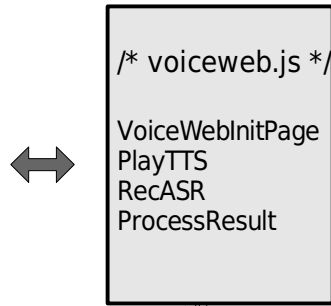 /* voiceweb.js */
VoiceWebInitPage
PlayTTS
RecASR
ProcessResult